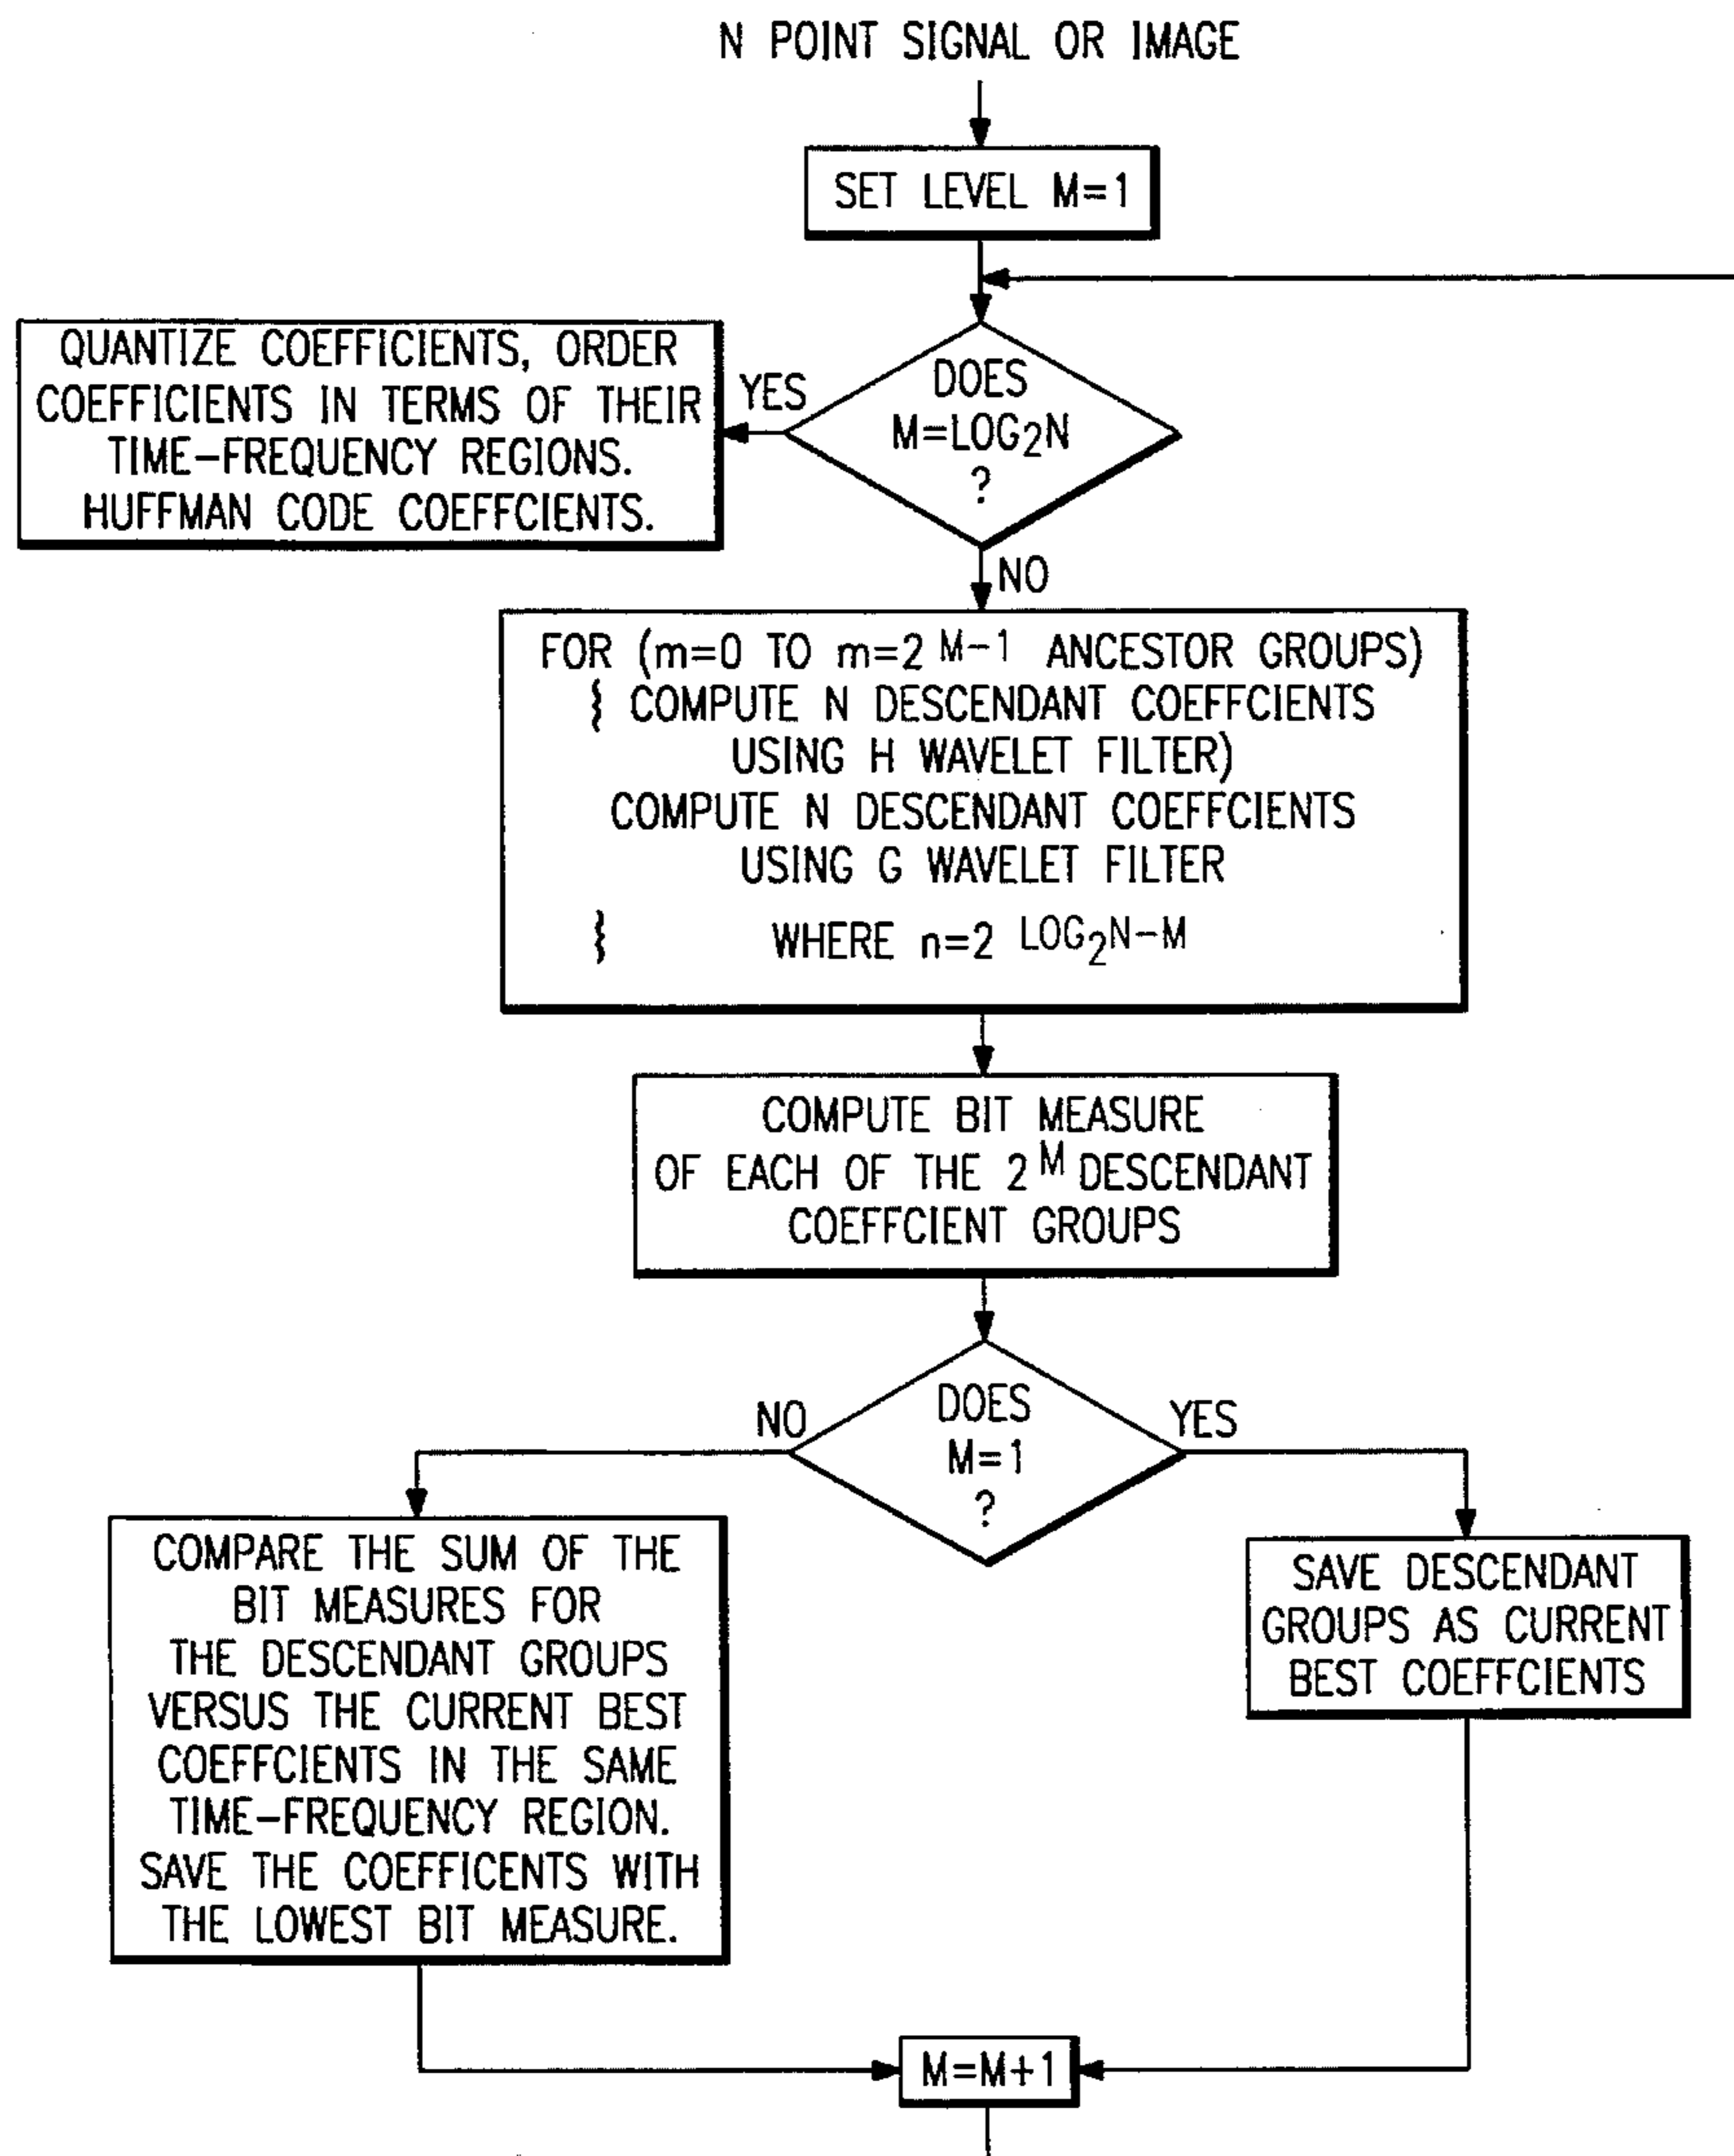 N POINT SIGNAL OR IMAGE
SET LEVEL M=1
DOES
M=LOG₂N
?
YES
QUANTIZE COEFFICIENTS, ORDER
COEFFICIENTS IN TERMS OF THEIR
TIME-FREQUENCY REGIONS.
HUFFMAN CODE COEFFCIENTS.
NO
FOR (m=0 TO m=2^M-1 ANCESTOR GROUPS)
{ COMPUTE N DESCENDANT COEFFCIENTS
USING H WAVELET FILTER)
COMPUTE N DESCENDANT COEFFCIENTS
USING G WAVELET FILTER
} WHERE n=2^LOG₂N-M
COMPUTE BIT MEASURE
OF EACH OF THE 2^M DESCENDANT
COEFFCIENT GROUPS
DOES
M=1
?
NO
YES
COMPARE THE SUM OF THE
BIT MEASURES FOR
THE DESCENDANT GROUPS
VERSUS THE CURRENT BEST
COEFFCIENTS IN THE SAME
TIME-FREQUENCY REGION.
SAVE THE COEFFICENTS WITH
THE LOWEST BIT MEASURE.
SAVE DESCENDANT
GROUPS AS CURRENT
BEST COEFFCIENTS
M=M+1